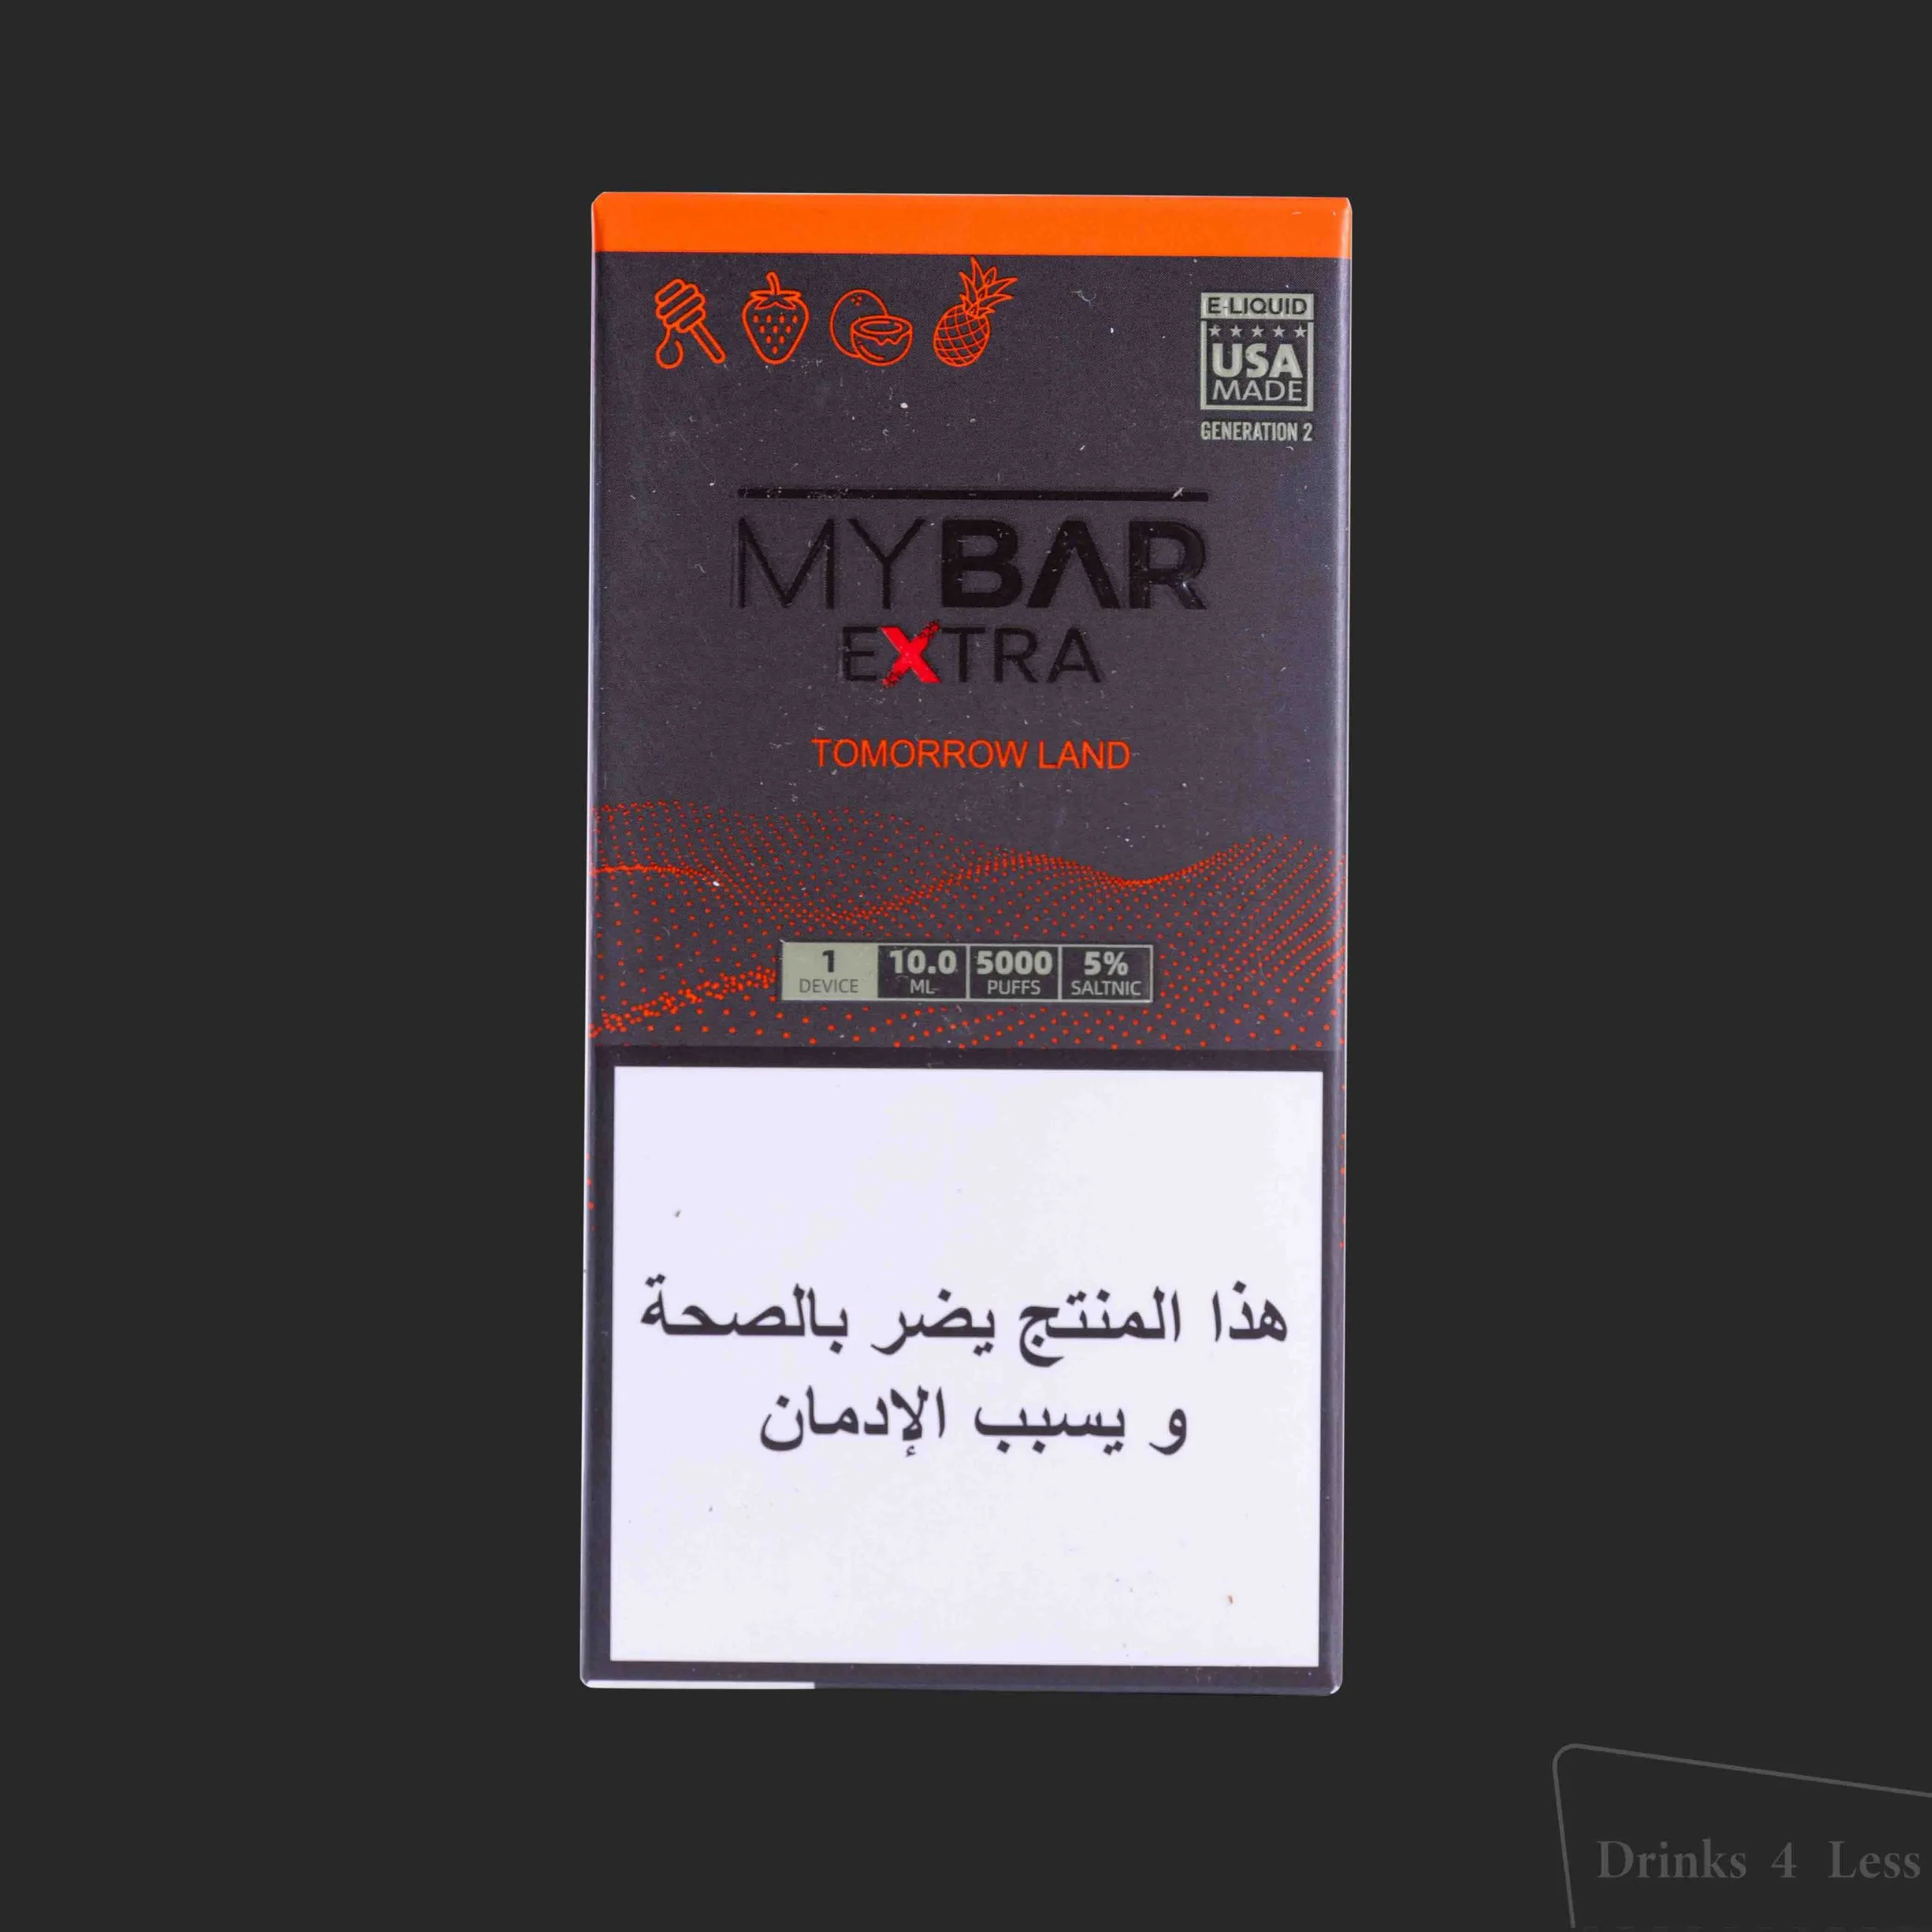 E-LIQUID
USA
MADE
GENERATION 2
MYBAR
EXTRA
TOMORROW LAND
1 10.0 5000 5%
DEVICE ML PUFFS SALTNIC
هذا المنتج يضر بالصحة
و يسبب الإدمان
Drinks 4 Less